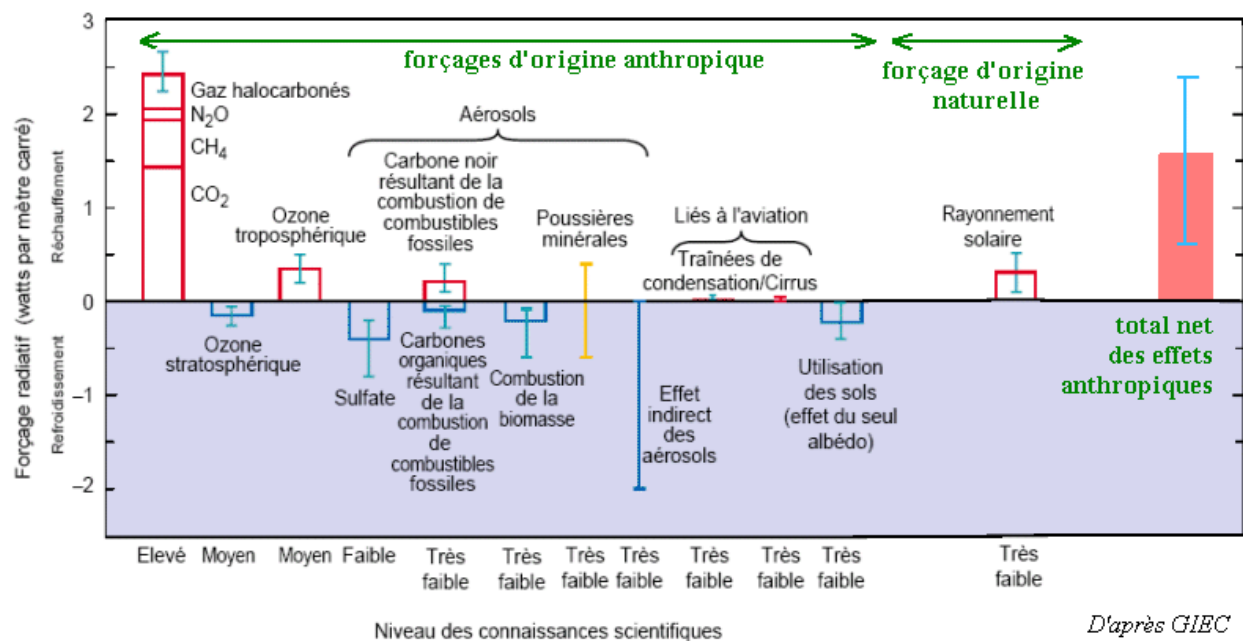 3
2
1
0
−1
−2
Forçage radiatif (watts par mètre carré)
Réchauffement
Refroidissement
forçages d'origine anthropique
forçage d'origine
naturelle
Gaz halocarbonés
N₂O
CH₄
CO₂
Ozone
troposphérique
Ozone
stratosphérique
Aérosols
Carbone noir
résultant de la
combustion de
combustibles
fossiles
Poussières
minérales
Sulfate
Carbones
organiques
résultant
de la
combustion
de
combustibles
fossiles
Combustion
de la
biomasse
Effet
indirect
des
aérosols
Liés à l'aviation
Traînées de
condensation/Cirrus
Utilisation
des sols
(effet du seul
albédo)
Rayonnement
solaire
total net
des effets
anthropiques
Elevé
Moyen
Moyen
Faible
Très
faible
Très
faible
Très
faible
Très
faible
Très
faible
Très
faible
Très
faible
Très
faible
Niveau des connaissances scientifiques
D'après GIEC